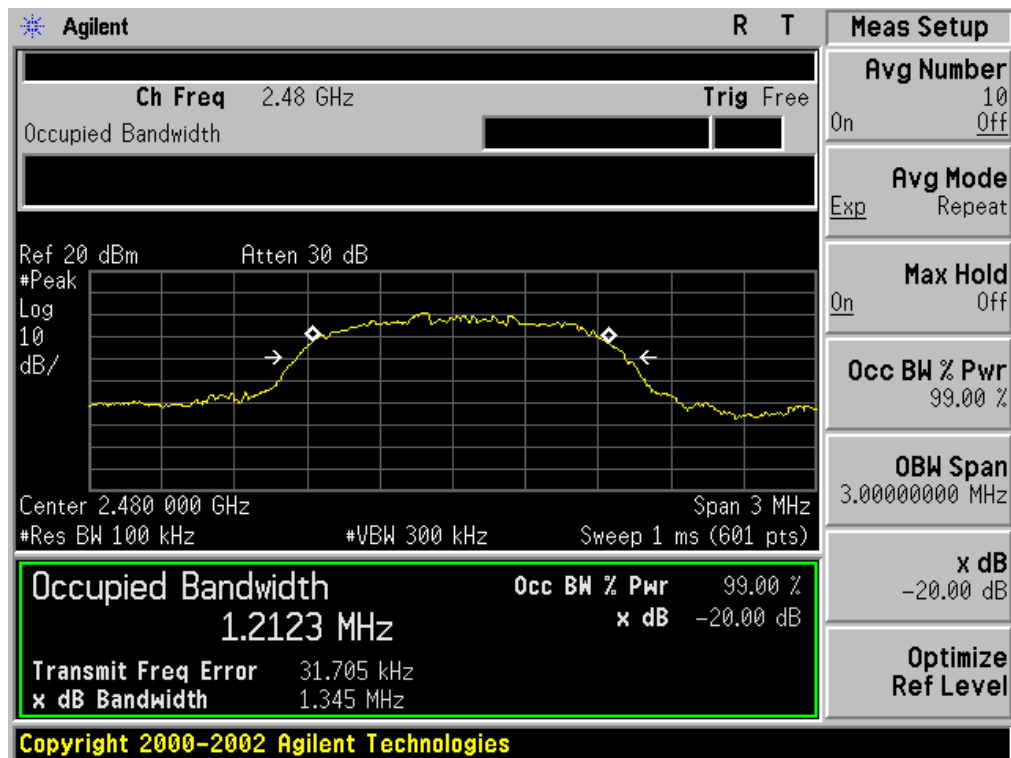 Agilent R T
Ch Freq 2.48 GHz Trig Free
Occupied Bandwidth
Ref 20 dBm Atten 30 dB
#Peak
Log
10
dB/
Center 2.480 000 GHz Span 3 MHz
#Res BW 100 kHz #VBW 300 kHz Sweep 1 ms (601 pts)
Occupied Bandwidth Occ BW % Pwr 99.00 %
1.2123 MHz x dB -20.00 dB
Transmit Freq Error 31.705 kHz
x dB Bandwidth 1.345 MHz
Copyright 2000-2002 Agilent Technologies
Meas Setup
Avg Number
10
On Off
Avg Mode
Exp Repeat
Max Hold
On Off
Occ BW % Pwr
99.00 %
OBW Span
3.00000000 MHz
x dB
-20.00 dB
Optimize
Ref Level